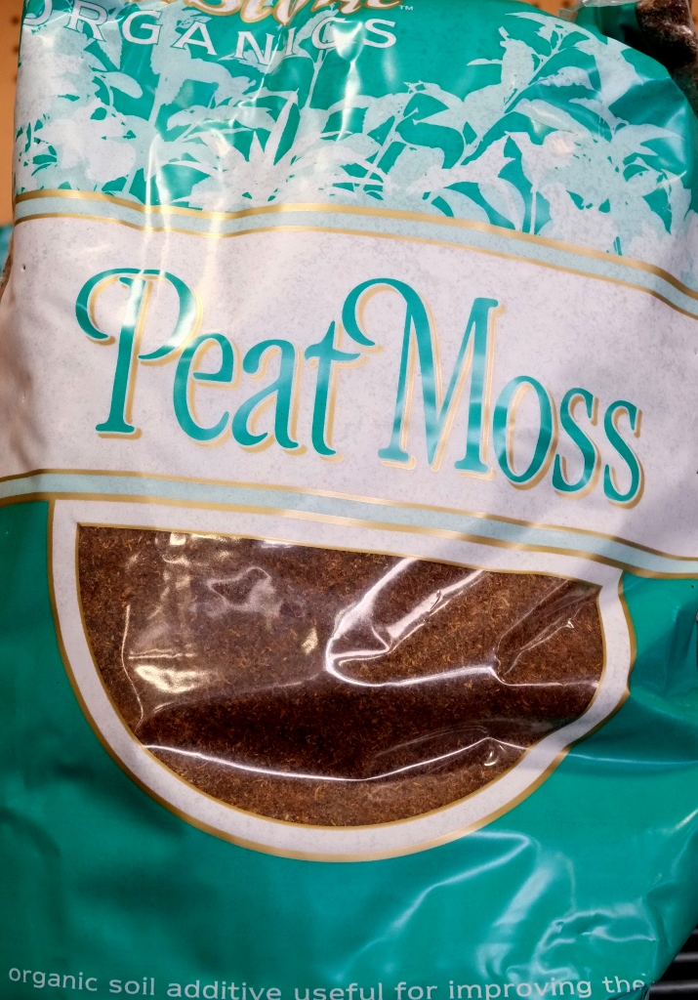 ORGANICS
Peat Moss
organic soil additive useful for improving the